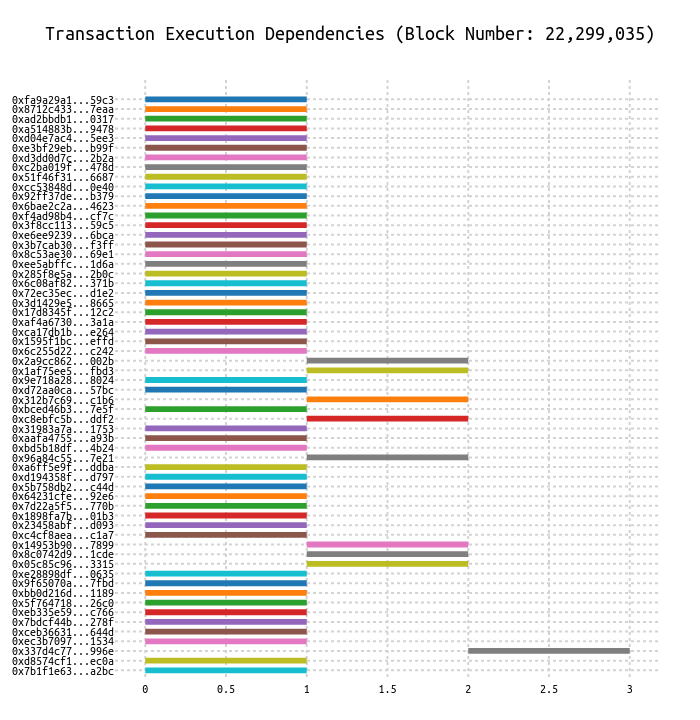 Transaction Execution Dependencies (Block Number: 22,299,035)
0xfa9a29a1...59c3
0x8712c433...7eaa
0xad2bbdb1...0317
0xa514883b...9478
0xd04e7ac4...5ee3
0xe3bf29eb...b99f
0xd3dd0d7c...2b2a
0xc2ba019f...478d
0x51f46f31...6687
0xcc53848d...0e40
0x92ff37de...b379
0x6bae2c2a...4623
0xf4ad98b4...cf7c
0x3f8cc113...59c5
0xe6ee9239...6bca
0x3b7cab30...f3ff
0x8c53ae30...69e1
0xee5abffc...1d6a
0x285f8e5a...2b0c
0x6c08af82...371b
0x72ec35ec...d1e2
0x3d1429e5...8665
0x17d8345f...12c2
0xaf4a6730...3a1a
0xca17db1b...e264
0x1595f1bc...effd
0x6c255d22...c242
0x2a9cc862...002b
0x1af75ee5...fbd3
0x9e718a28...8024
0xd72aa0ca...57bc
0x312b7c69...c1b6
0xbced46b3...7e5f
0xc8ebfc5b...ddf2
0x31983a7a...1753
0xaafa4755...a93b
0xbd5b18df...4b24
0x96a84c55...7e21
0xa6ff5e9f...ddba
0xd194358f...d797
0x5b758db2...c44d
0x64231cfe...92e6
0x7d22a5f5...770b
0x1898fa7b...01b3
0x23458abf...d093
0xc4cf8aea...c1a7
0x14953b90...7899
0x8c0742d9...1cde
0x05c85c96...3315
0xe28898df...0635
0x9f65070a...7fbd
0xbb0d216d...1189
0x5f764718...26c0
0xeb335e59...c766
0x7bdcf44b...278f
0xceb36631...644d
0xec3b7097...1534
0x337d4c77...996e
0xd8574cf1...ec0a
0x7b1f1e63...a2bc
0 0.5 1 1.5 2 2.5 3